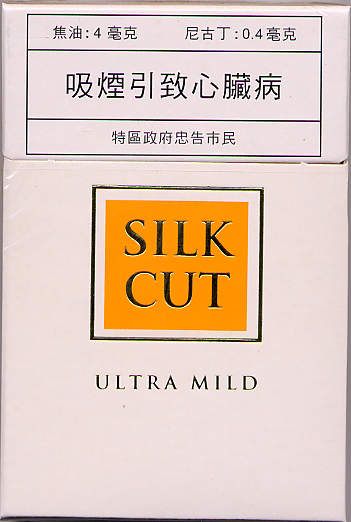 焦油:4 毫克 尼古丁:0.4 毫克
吸煙引致心臟病
特區政府忠告市民
SILK
CUT
ULTRA MILD